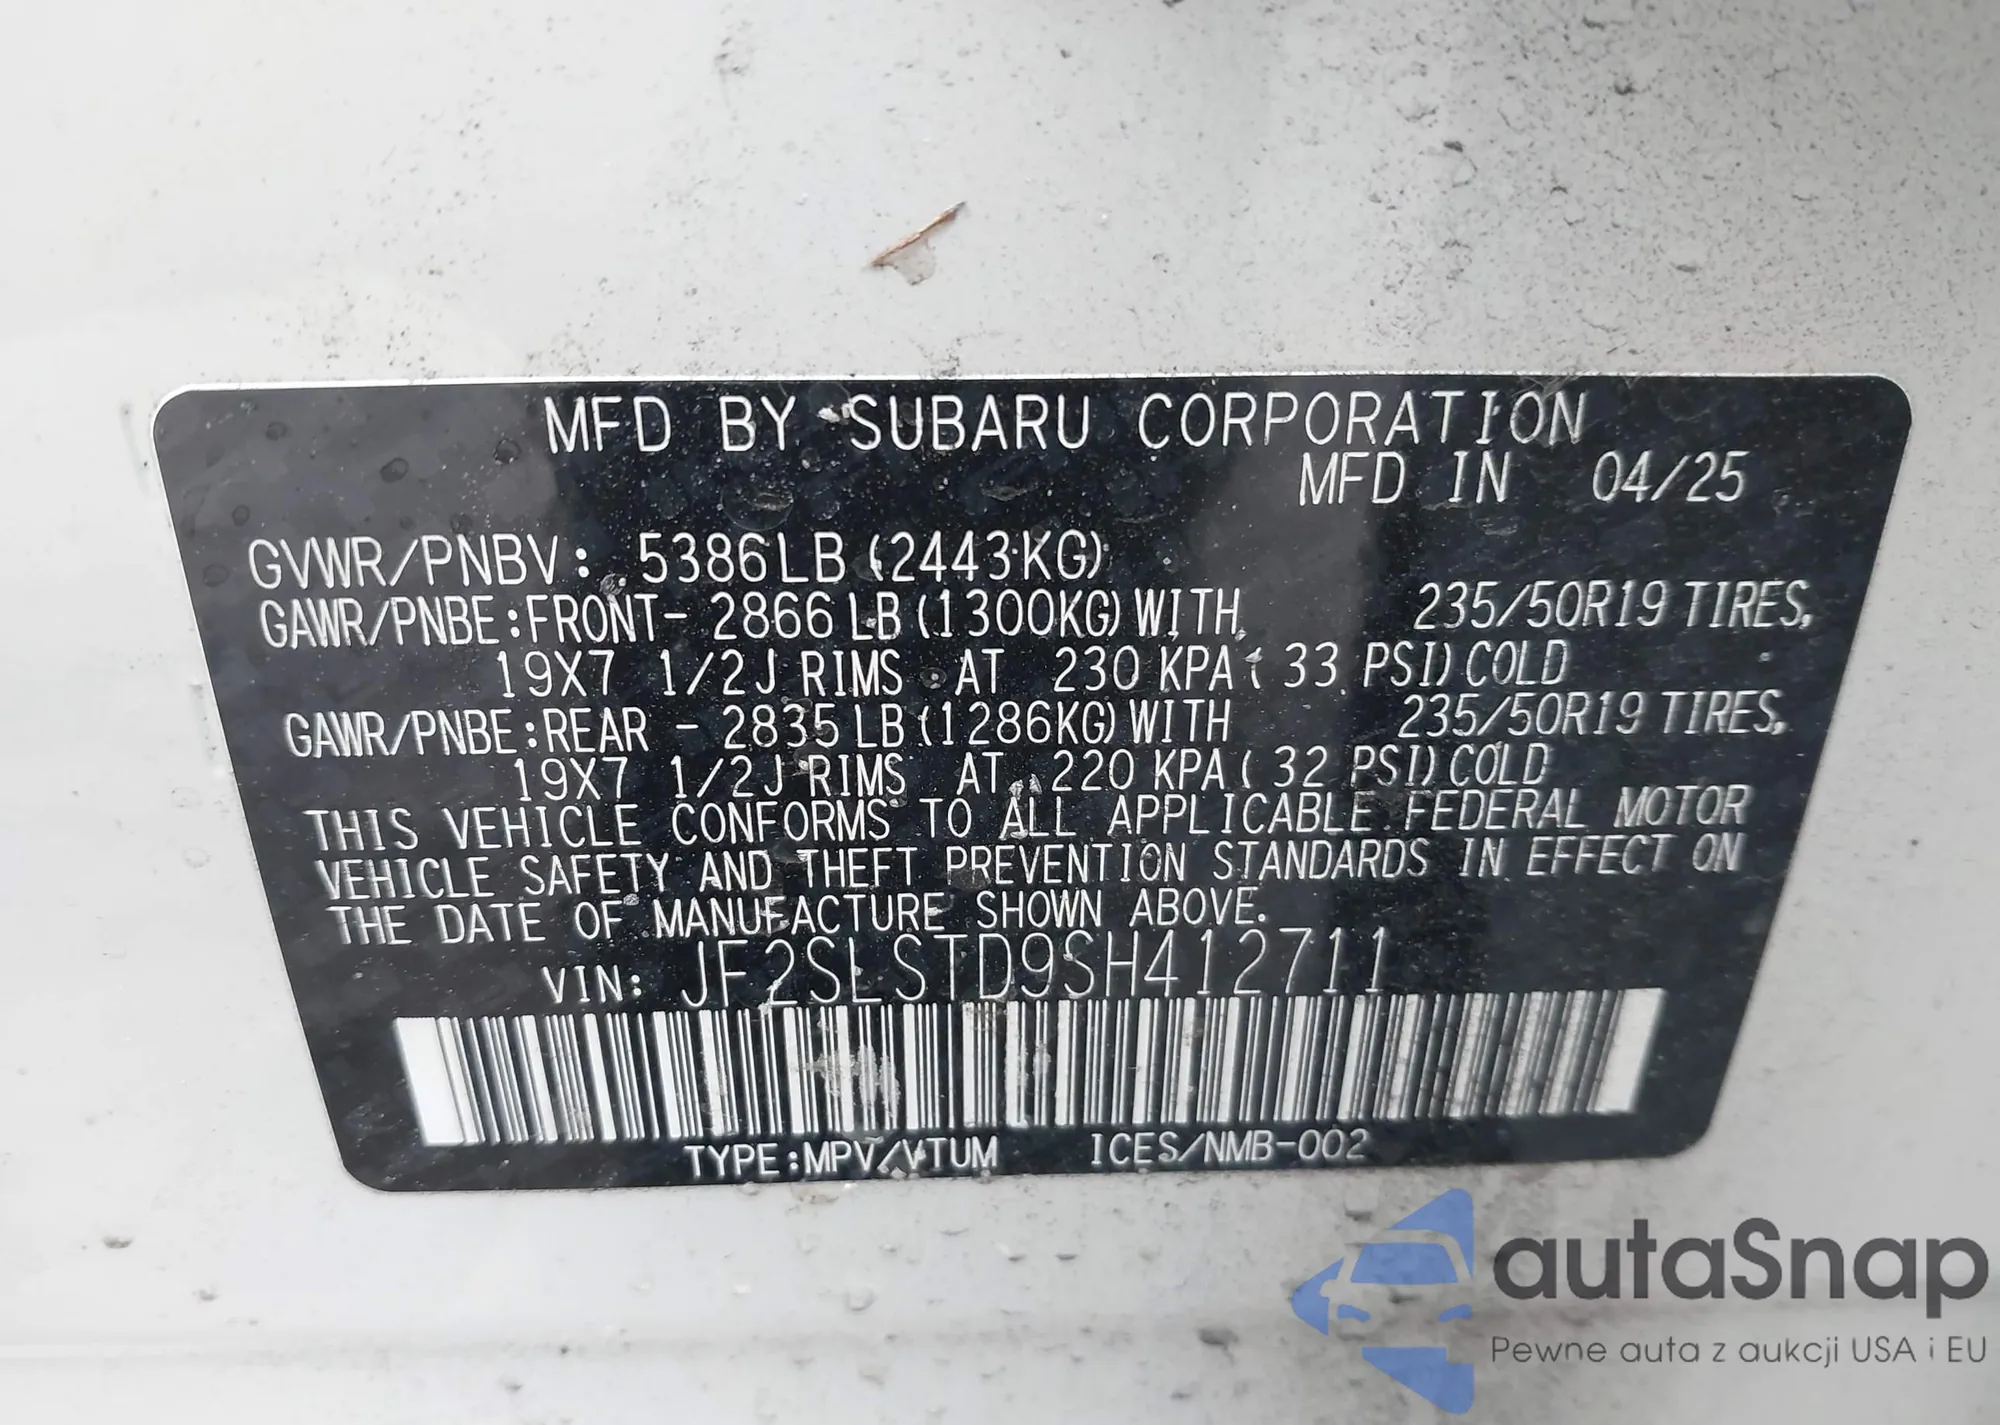 MFD BY SUBARU CORPORATION
MFD IN 04/25
GVWR/PNBV: 5386LB (2443KG)
GAWR/PNBE:FRONT- 2866LB (1300KG) WITH 235/50R19 TIRES,
19X7 1/2J RIMS AT 230 KPA ( 33 PSI) COLD
GAWR/PNBE:REAR - 2835LB (1286KG) WITH 235/50R19 TIRES,
19X7 1/2J RIMS AT 220 KPA ( 32 PSI) COLD
THIS VEHICLE CONFORMS TO ALL APPLICABLE FEDERAL MOTOR
VEHICLE SAFETY AND THEFT PREVENTION STANDARDS IN EFFECT ON
THE DATE OF MANUFACTURE SHOWN ABOVE.
VIN: JF2SLSTD9SH412711
TYPE:MPV/VTUM ICES/NMB-002
autaSnap
Pewne auta z aukcji USA i EU